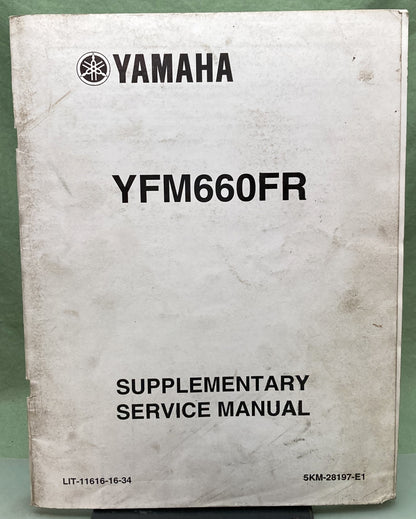 YAMAHA
YFM660FR
SUPPLEMENTARY
SERVICE MANUAL
LIT-11616-16-34 5KM-28197-E1